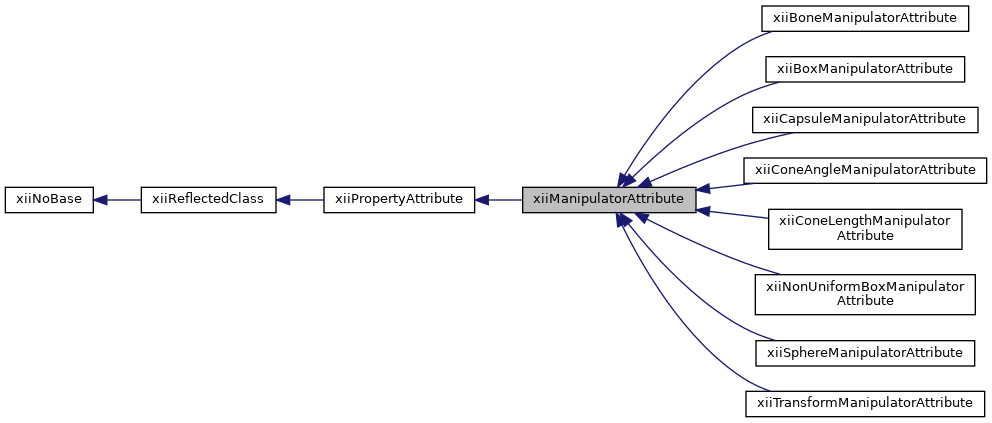 xiiNoBase
xiiReflectedClass
xiiPropertyAttribute
xiiManipulatorAttribute
xiiBoneManipulatorAttribute
xiiBoxManipulatorAttribute
xiiCapsuleManipulatorAttribute
xiiConeAngleManipulatorAttribute
xiiConeLengthManipulator
Attribute
xiiNonUniformBoxManipulator
Attribute
xiiSphereManipulatorAttribute
xiiTransformManipulatorAttribute